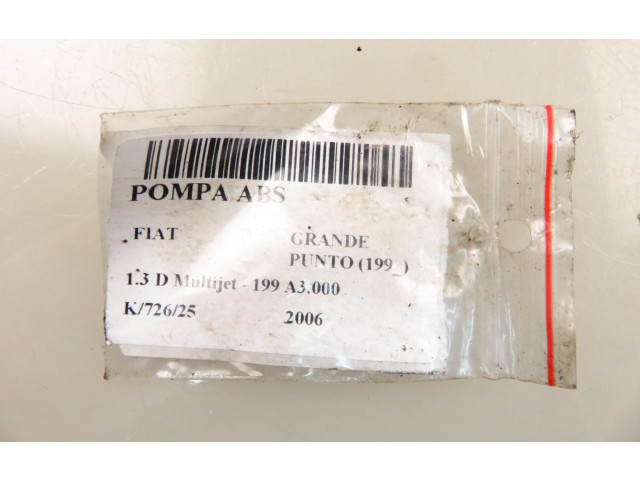 POMPA ABS
FIAT GRANDE
PUNTO (199_)
1.3 D Multijet - 199 A3.000
K/726/25 2006